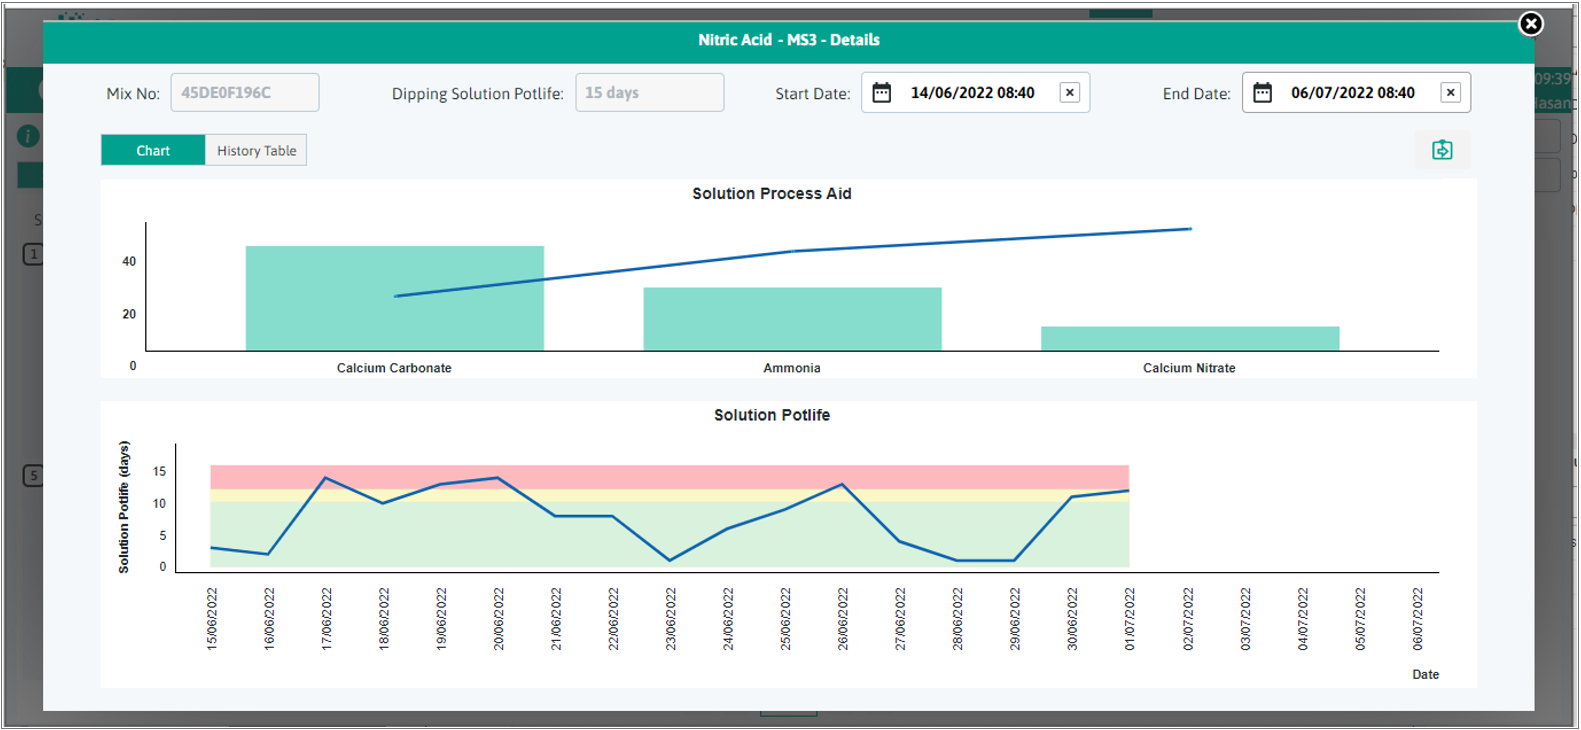 Nitric Acid - MS3 - Details
09:39
Mix No: 45DE0F196C Dipping Solution Potlife: 15 days Start Date: 14/06/2022 08:40 End Date: 06/07/2022 08:40
Chart History Table
S
1
5
Solution Process Aid
40
20
0
Calcium Carbonate Ammonia Calcium Nitrate
Solution Potlife
Solution Potlife (days)
15
10
5
0
15/06/2022 16/06/2022 17/06/2022 18/06/2022 19/06/2022 20/06/2022 21/06/2022 22/06/2022 23/06/2022 24/06/2022 25/06/2022 26/06/2022 27/06/2022 28/06/2022 29/06/2022 30/06/2022 01/07/2022 02/07/2022 03/07/2022 04/07/2022 05/07/2022 06/07/2022
Date